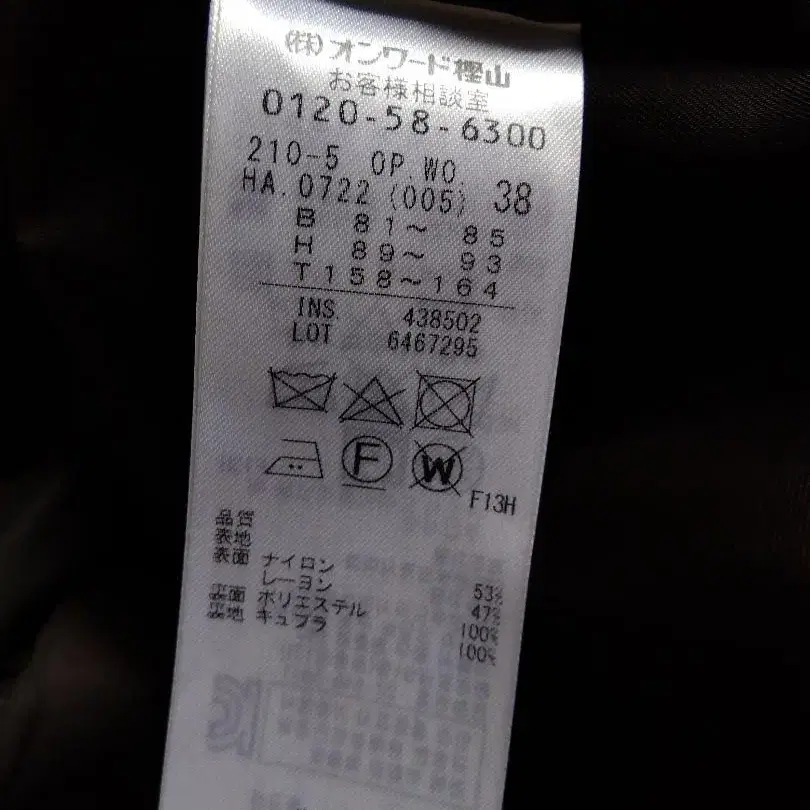 (株)オンワード樫山
お客様相談室
0120-58-6300
210-5 OP.WO.
HA.0722 (005) 38
B 81～ 85
H 89～ 93
T 158～164
INS. 438502
LOT 6467295
F
W
F13H
品質
表地
表面 ナイロン 53%
レーヨン 47%
裏面 ポリエステル 100%
裏地 キュプラ 100%